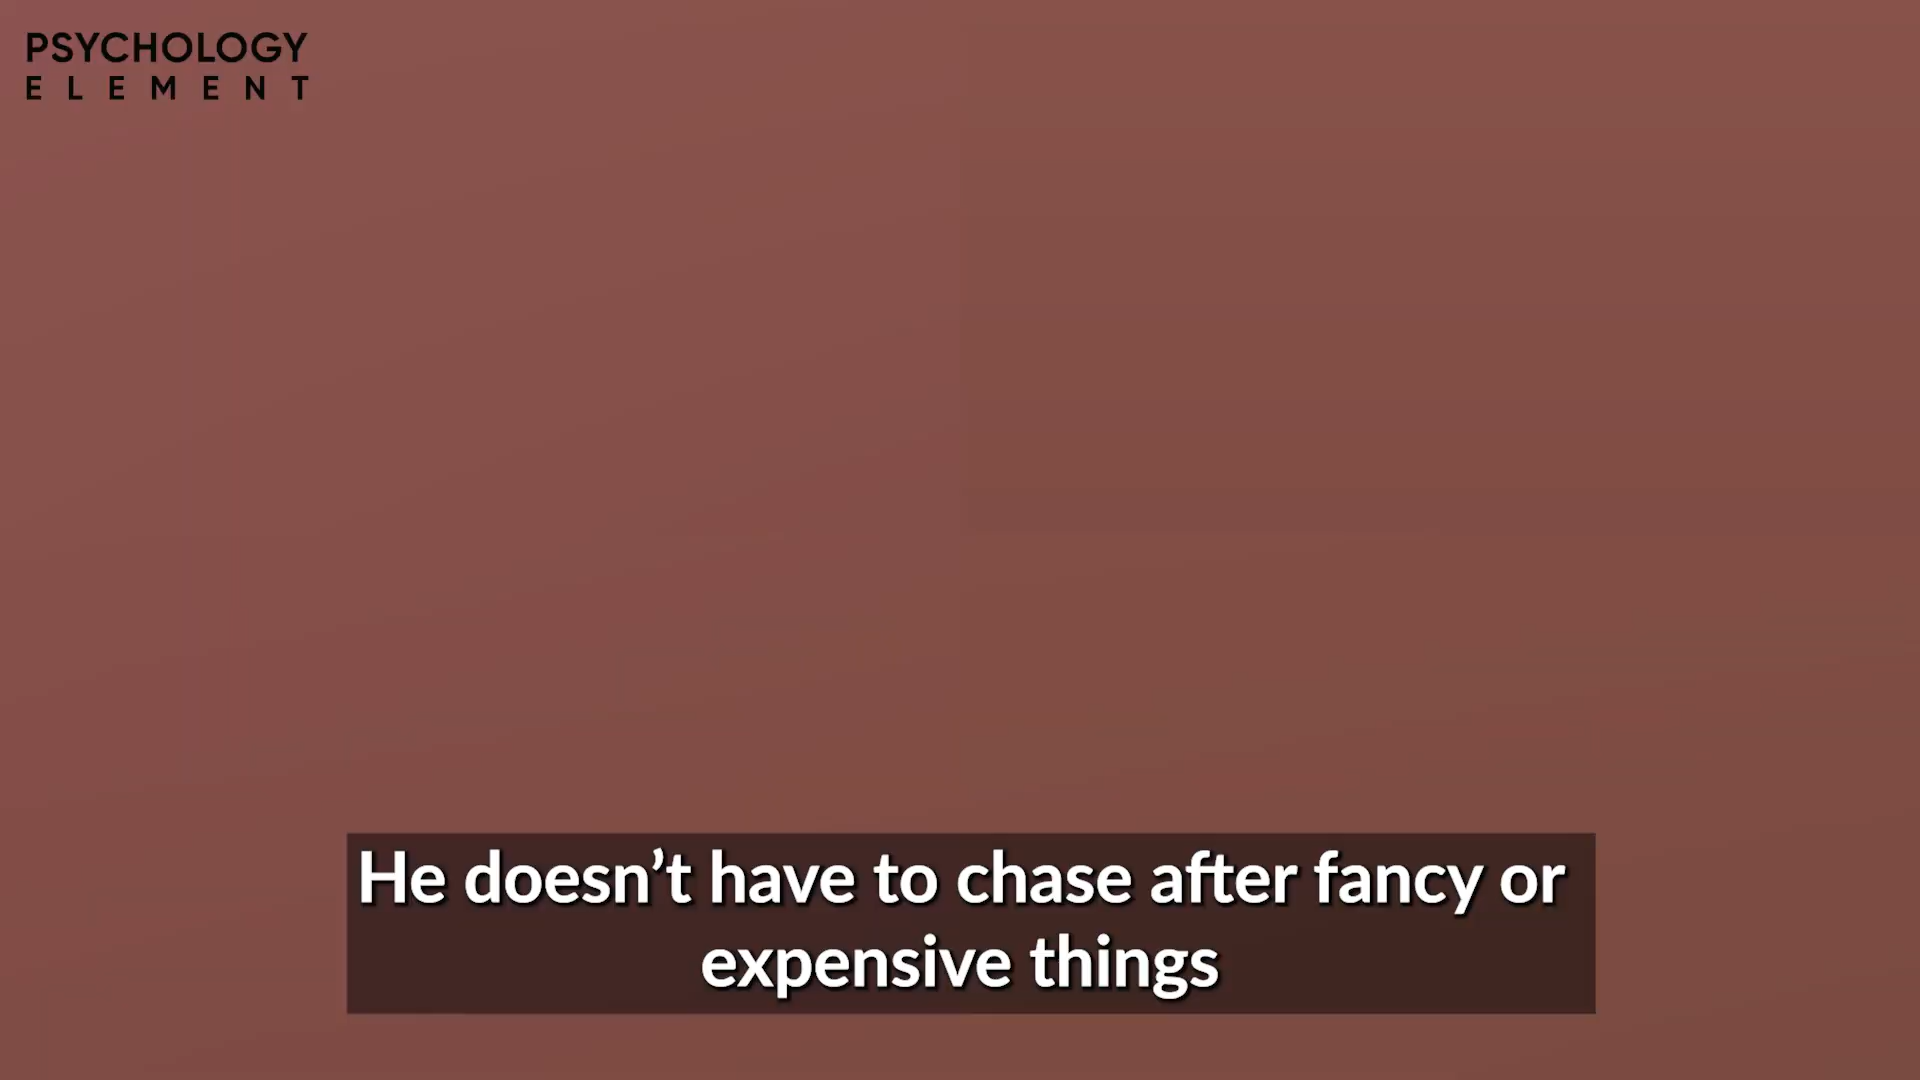 PSYCHOLOGY
ELEMENT
He doesn’t have to chase after fancy or
expensive things